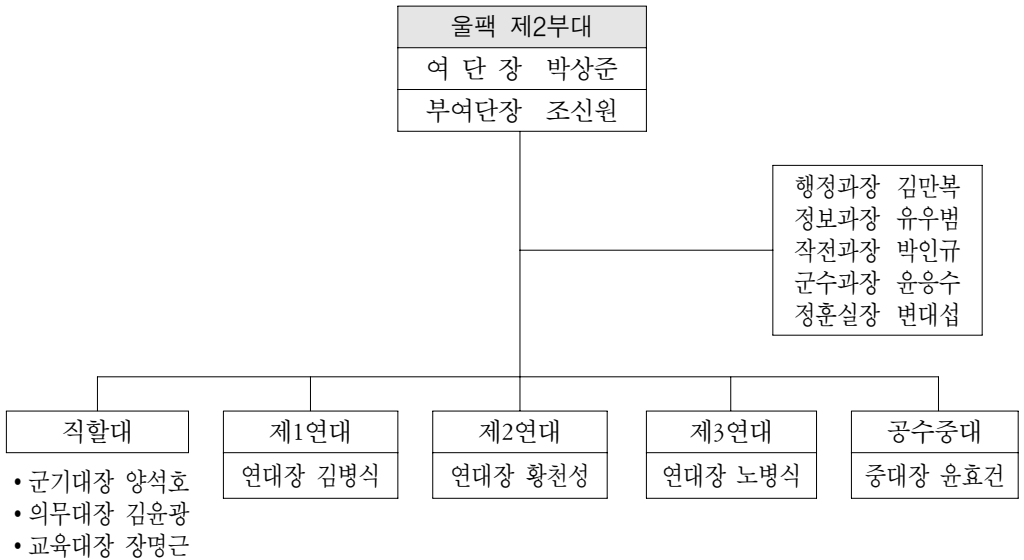 울팩 제2부대
여 단 장 박상준
부여단장 조신원
행정과장 김만복
정보과장 유우범
작전과장 박인규
군수과장 윤응수
정훈실장 변대섭
직할대
• 군기대장 양석호
• 의무대장 김윤광
• 교육대장 장명근
제1연대
연대장 김병식
제2연대
연대장 황천성
제3연대
연대장 노병식
공수중대
중대장 윤효건